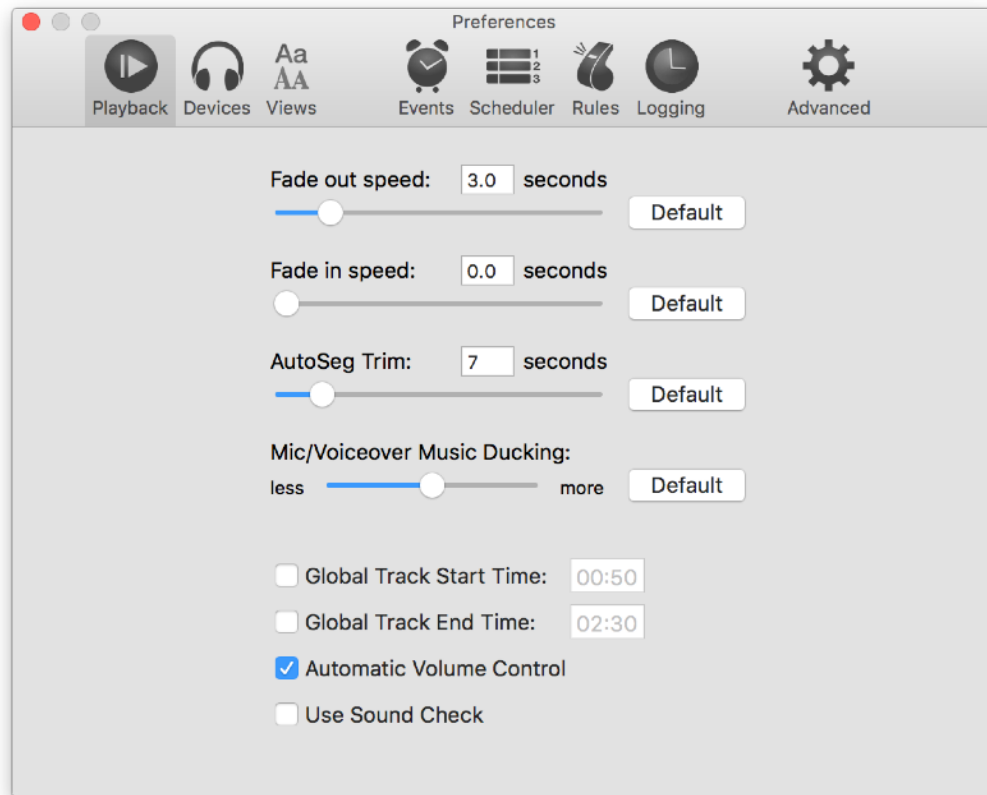 Preferences
Aa
AA
1
2
3
Playback Devices Views Events Scheduler Rules Logging Advanced
Fade out speed: 3.0 seconds
Default
Fade in speed: 0.0 seconds
Default
AutoSeg Trim: 7 seconds
Default
Mic/Voiceover Music Ducking:
less more Default
Global Track Start Time: 00:50
Global Track End Time: 02:30
Automatic Volume Control
Use Sound Check